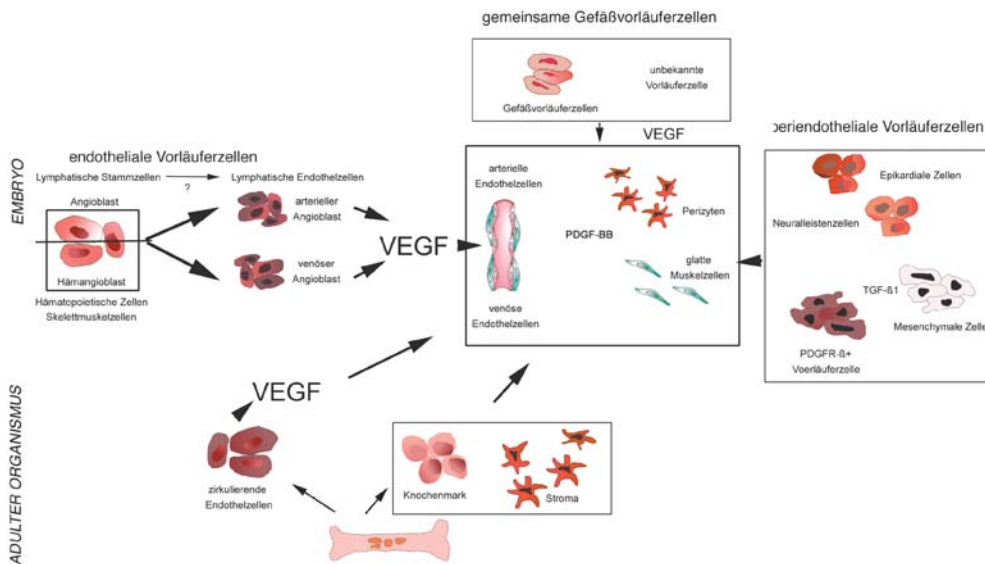 gemeinsame Gefäßvorläuferzellen
unbekannte
Vorläuferzelle
Gefäßvorläuferzellen
VEGF
EMBRYO
endotheliale Vorläuferzellen
Lymphatische Stammzellen
?
Lymphatische Endothelzellen
Angioblast
Hämangioblast
Hämatopoietische Zellen
Skelettmuskelzellen
arterieller
Angioblast
venöser
Angioblast
VEGF
arterielle
Endothelzellen
venöse
Endothelzellen
PDGF-BB
Perizyten
glatte
Muskelzellen
periendotheliale Vorläuferzellen
Epikardiale Zellen
Neuralleistenzellen
TGF-ß1
Mesenchymale Zelle
PDGFR-ß+
Voerläuferzelle
ADULTER ORGANISMUS
VEGF
zirkulierende
Endothelzellen
Knochenmark
Stroma